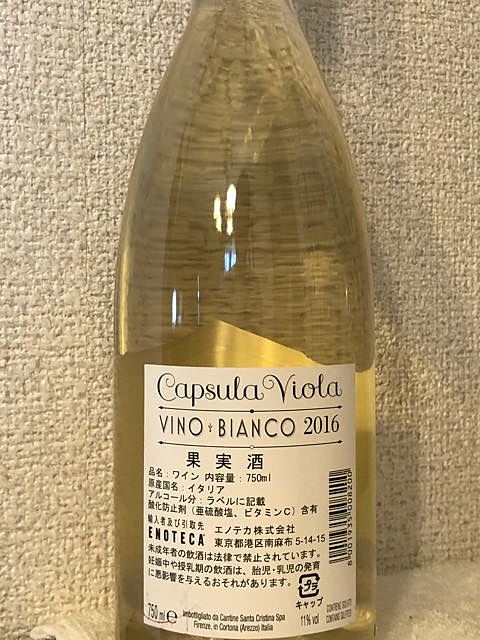 Capsula Viola
VINO BIANCO 2016
果実酒
品名：ワイン 内容量：750ml
原産国名：イタリア
アルコール分：ラベルに記載
酸化防止剤（亜硫酸塩、ビタミンC）含有
輸入者及び引取先 エノテカ株式会社
ENOTECA 東京都港区南麻布 5-14-15
未成年者の飲酒は法律で禁止されています。
妊娠中や授乳期の飲酒は、胎児・乳児の発育
に悪影響を与えるおそれがあります。
プラ
キャップ
750 ml e
Imbottigliato da Cantine Santa Cristina Spa
Firenze, in Cortona (Arezzo) Italia
11% vol
CONTIENE SOLFITI
CONTAINS SULFITES